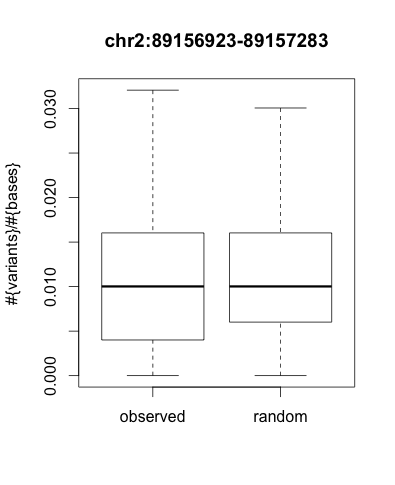 chr2:89156923-89157283
#{variants}/#{bases}
0.030
0.020
0.010
0.000
observed random